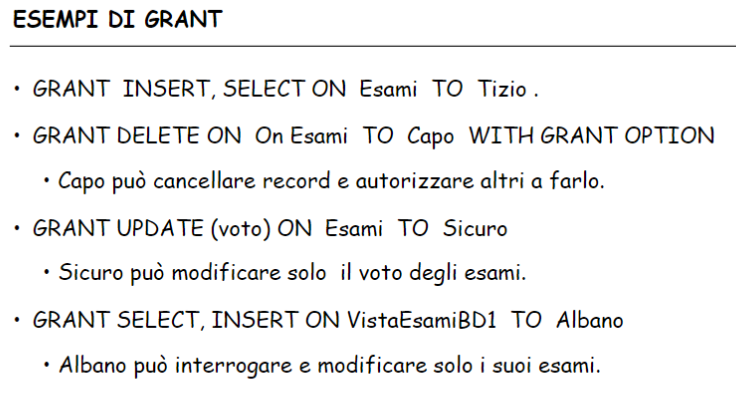 ESEMPI DI GRANT
• GRANT INSERT, SELECT ON Esami TO Tizio .
• GRANT DELETE ON On Esami TO Capo WITH GRANT OPTION
• Capo può cancellare record e autorizzare altri a farlo.
• GRANT UPDATE (voto) ON Esami TO Sicuro
• Sicuro può modificare solo il voto degli esami.
• GRANT SELECT, INSERT ON VistaEsamiBD1 TO Albano
• Albano può interrogare e modificare solo i suoi esami.